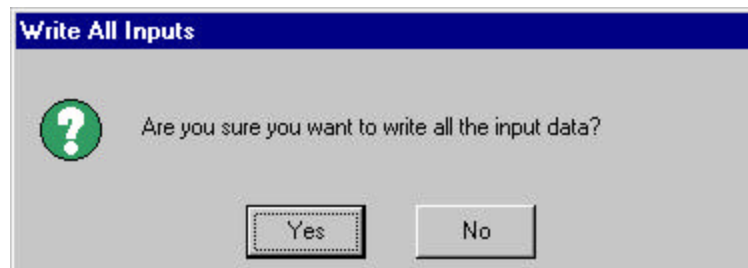 Write All Inputs
?
Are you sure you want to write all the input data?
Yes No